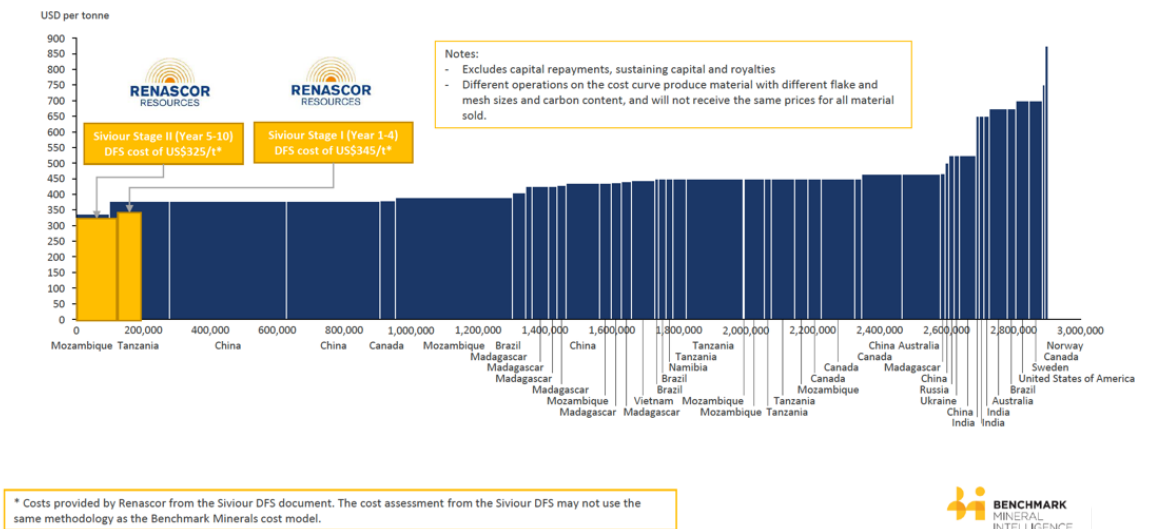 USD per tonne
900
850
800
750
700
650
600
550
500
450
400
350
300
250
200
150
100
50
0
RENASCOR
RESOURCES
RENASCOR
RESOURCES
Siviour Stage II (Year 5-10)
DFS cost of US$325/t*
Siviour Stage I (Year 1-4)
DFS cost of US$345/t*
Notes:
- Excludes capital repayments, sustaining capital and royalties
- Different operations on the cost curve produce material with different flake and
mesh sizes and carbon content, and will not receive the same prices for all material
sold.
0 200,000 400,000 600,000 800,000 1,000,000 1,200,000 1,400,000 1,600,000 1,800,000 2,000,000 2,200,000 2,400,000 2,600,000 2,800,000 3,000,000
Mozambique Tanzania China China Canada Mozambique Brazil China Tanzania China Australia Norway
Madagascar Tanzania Canada Canada
Madagascar Namibia Canada Madagascar Sweden
Madagascar Brazil Canada China United States of America
Madagascar Brazil Mozambique Russia Brazil
Mozambique Vietnam Mozambique Tanzania Ukraine Australia
Madagascar Madagascar Mozambique Tanzania China India
India India
* Costs provided by Renascor from the Siviour DFS document. The cost assessment from the Siviour DFS may not use the
same methodology as the Benchmark Minerals cost model.
BENCHMARK
MINERAL
INTELLIGENCE